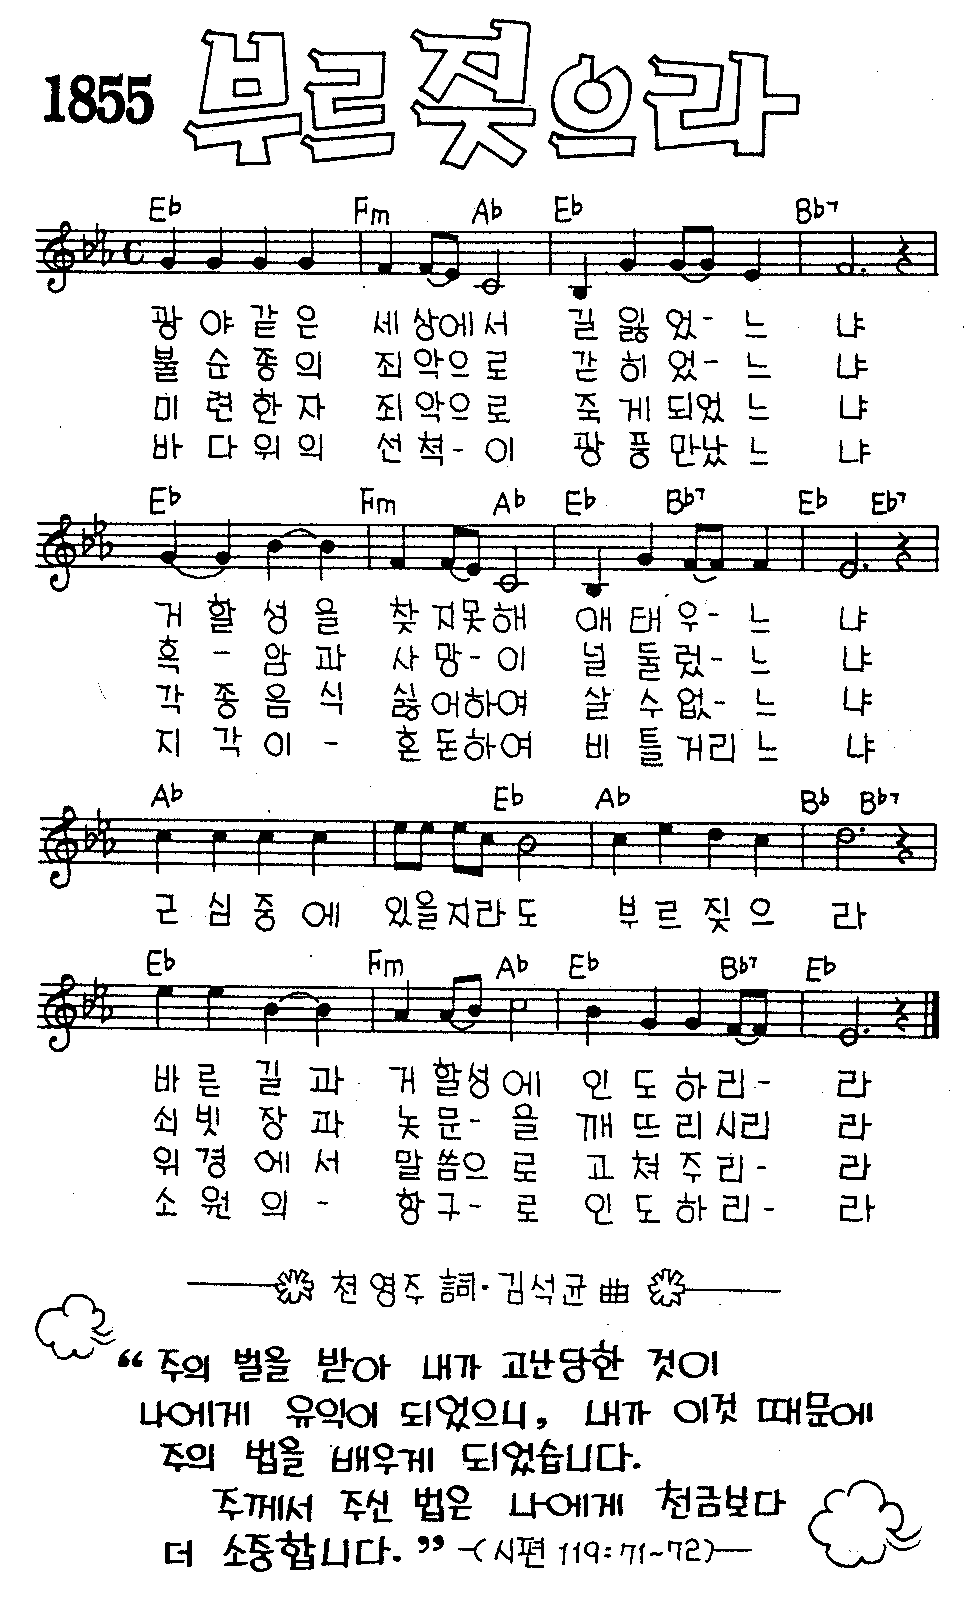 1855 부르짖으라
Eb Fm Ab Eb Bb7
광야같은 세상에서 길잃었-느냐
불순종의 죄악으로 갇히었-느냐
미련한자 죄악으로 죽게되었느냐
바다위의 선척-이 광풍만났느냐
Eb Fm Ab Eb Bb7 Eb Eb7
거할성을 찾지못해 애태우-느냐
흑-암과 사망-이 널둘렀-느냐
각종음식 싫어하여 살수없-느냐
지각이- 혼돈하여 비틀거리느냐
Ab Eb Ab Bb Bb7
근심중에 있을지라도 부르짖으라
Eb Fm Ab Eb Bb7 Eb
바른길과 거할성에 인도하리-라
쇠빗장과 놋문-을 깨뜨리시리라
위경에서 말씀으로 고쳐주리-라
소원의- 항구-로 인도하리-라
천영주 詞·김석균 曲
“주의 벌을 받아 내가 고난당한 것이
나에게 유익이 되었으니, 내가 이것 때문에
주의 법을 배우게 되었습니다.
주께서 주신 법은 나에게 천금보다
더 소중합니다.” -(시편 119:71~72)-